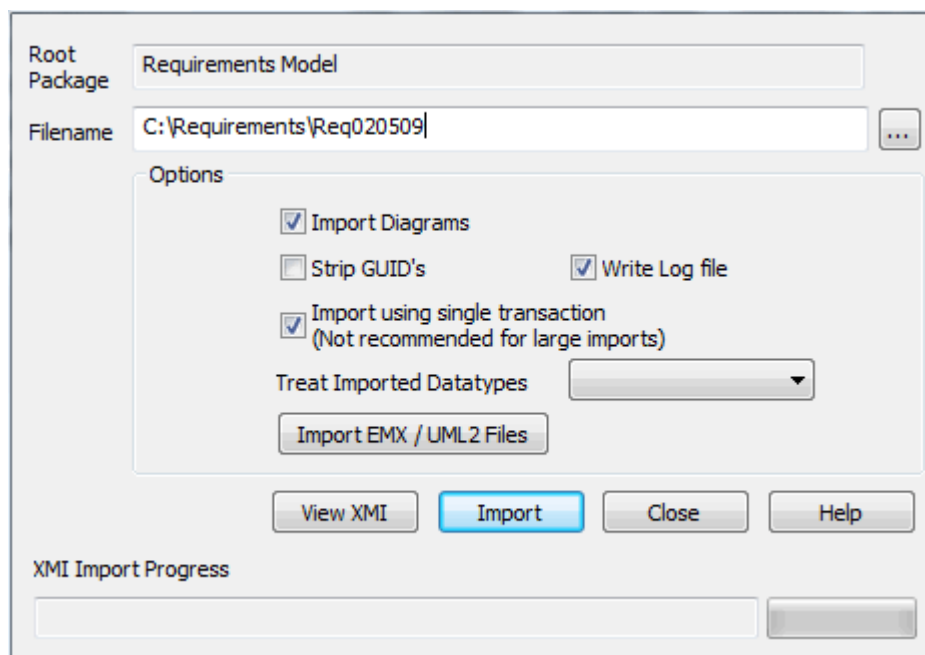 Root
Package
Requirements Model
Filename
C:\Requirements\Req020509
...
Options
Import Diagrams
Strip GUID's
Write Log file
Import using single transaction
(Not recommended for large imports)
Treat Imported Datatypes
Import EMX / UML2 Files
View XMI
Import
Close
Help
XMI Import Progress